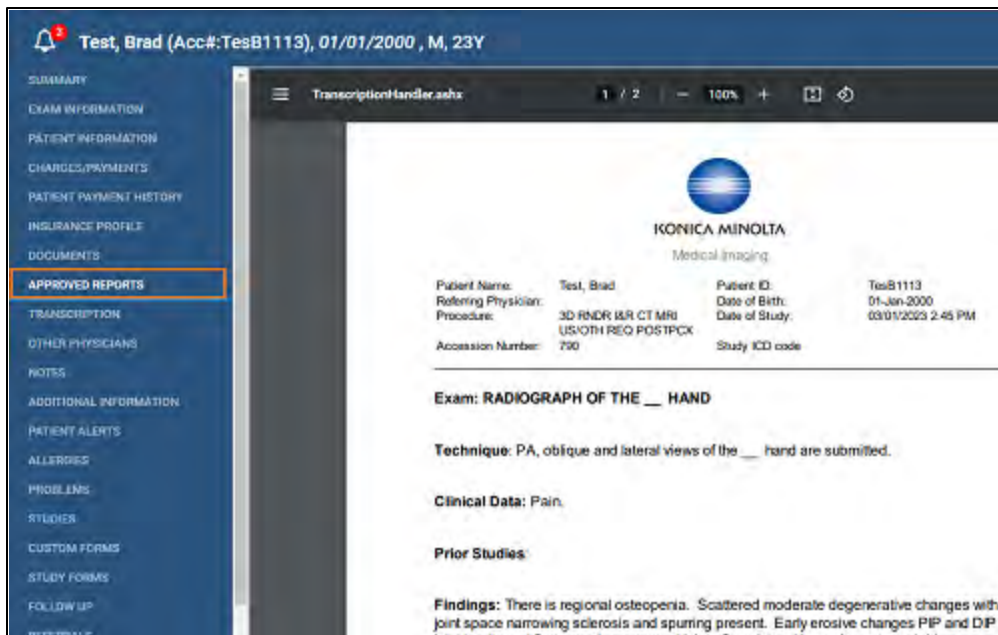 3
Test, Brad (Acc#:TesB1113), 01/01/2000 , M, 23Y
SUMMARY
EXAM INFORMATION
PATIENT INFORMATION
CHARGES/PAYMENTS
PATIENT PAYMENT HISTORY
INSURANCE PROFILE
DOCUMENTS
APPROVED REPORTS
TRANSCRIPTION
OTHER PHYSICIANS
NOTES
ADDITIONAL INFORMATION
PATIENT ALERTS
ALLERGIES
PROBLEMS
STUDIES
CUSTOM FORMS
STUDY FORMS
FOLLOW UP
REFERRALS
TranscriptionHandler.ashx 1 / 2 — 100% +
KONICA MINOLTA
Medical Imaging
Patient Name: Test, Brad Patient ID: TesB1113
Referring Physician: Date of Birth: 01-Jan-2000
Procedure: 3D RNDR I&R CT MRI Date of Study: 03/01/2023 2:45 PM
US/OTH REQ POSTPCX
Accession Number: 790 Study ICD code
Exam: RADIOGRAPH OF THE __ HAND
Technique: PA, oblique and lateral views of the __ hand are submitted.
Clinical Data: Pain.
Prior Studies:
Findings: There is regional osteopenia. Scattered moderate degenerative changes with
joint space narrowing sclerosis and spurring present. Early erosive changes PIP and DIP